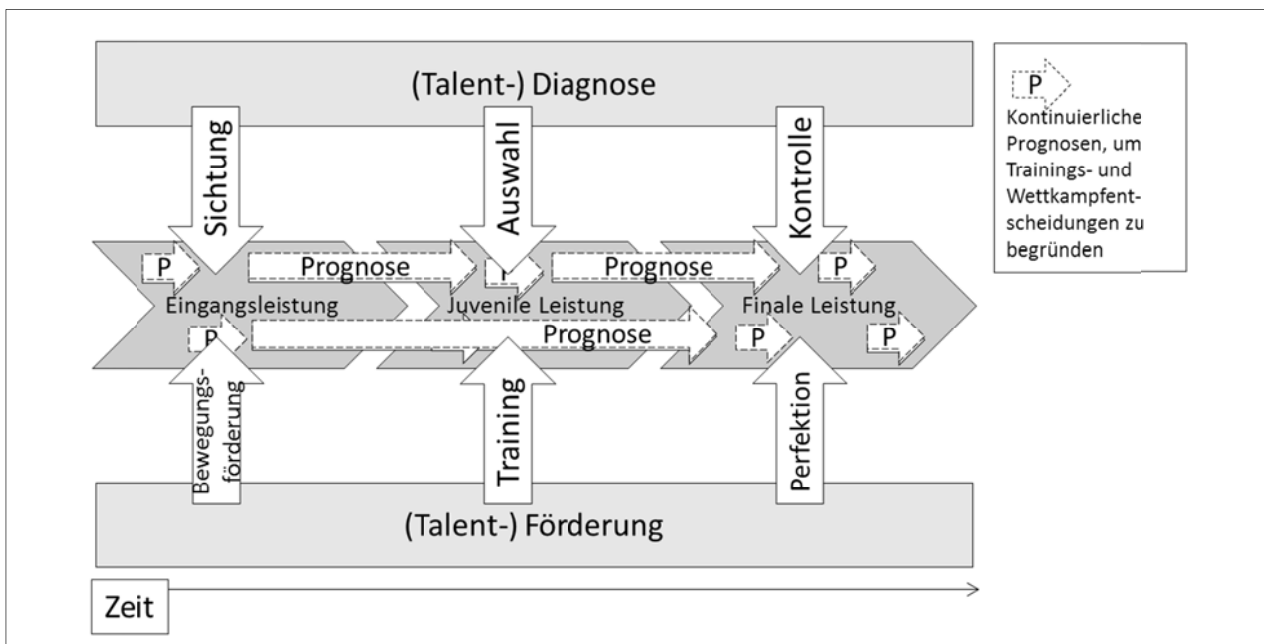 (Talent-) Diagnose
Sichtung
Auswahl
Kontrolle
P
Kontinuierliche
Prognosen, um
Trainings- und
Wettkampfent-
scheidungen zu
begründen
P
Prognose
P
Prognose
P
Eingangsleistung
Juvenile Leistung
Finale Leistung
P
Prognose
P
P
Bewegungs-
förderung
Training
Perfektion
(Talent-) Förderung
Zeit